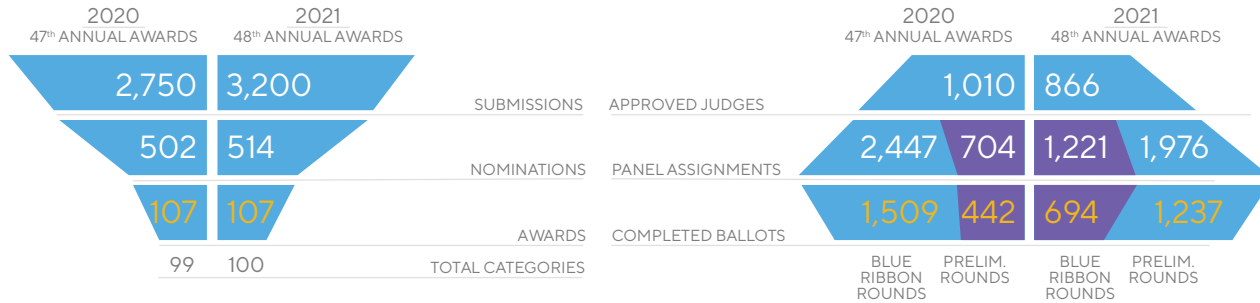 2020
47th ANNUAL AWARDS
2021
48th ANNUAL AWARDS
2,750
3,200
SUBMISSIONS
502
514
NOMINATIONS
107
107
AWARDS
99
100
TOTAL CATEGORIES
2020
47th ANNUAL AWARDS
2021
48th ANNUAL AWARDS
APPROVED JUDGES
1,010
866
PANEL ASSIGNMENTS
2,447
704
1,221
1,976
COMPLETED BALLOTS
1,509
442
694
1,237
BLUE
RIBBON
ROUNDS
PRELIM.
ROUNDS
BLUE
RIBBON
ROUNDS
PRELIM.
ROUNDS